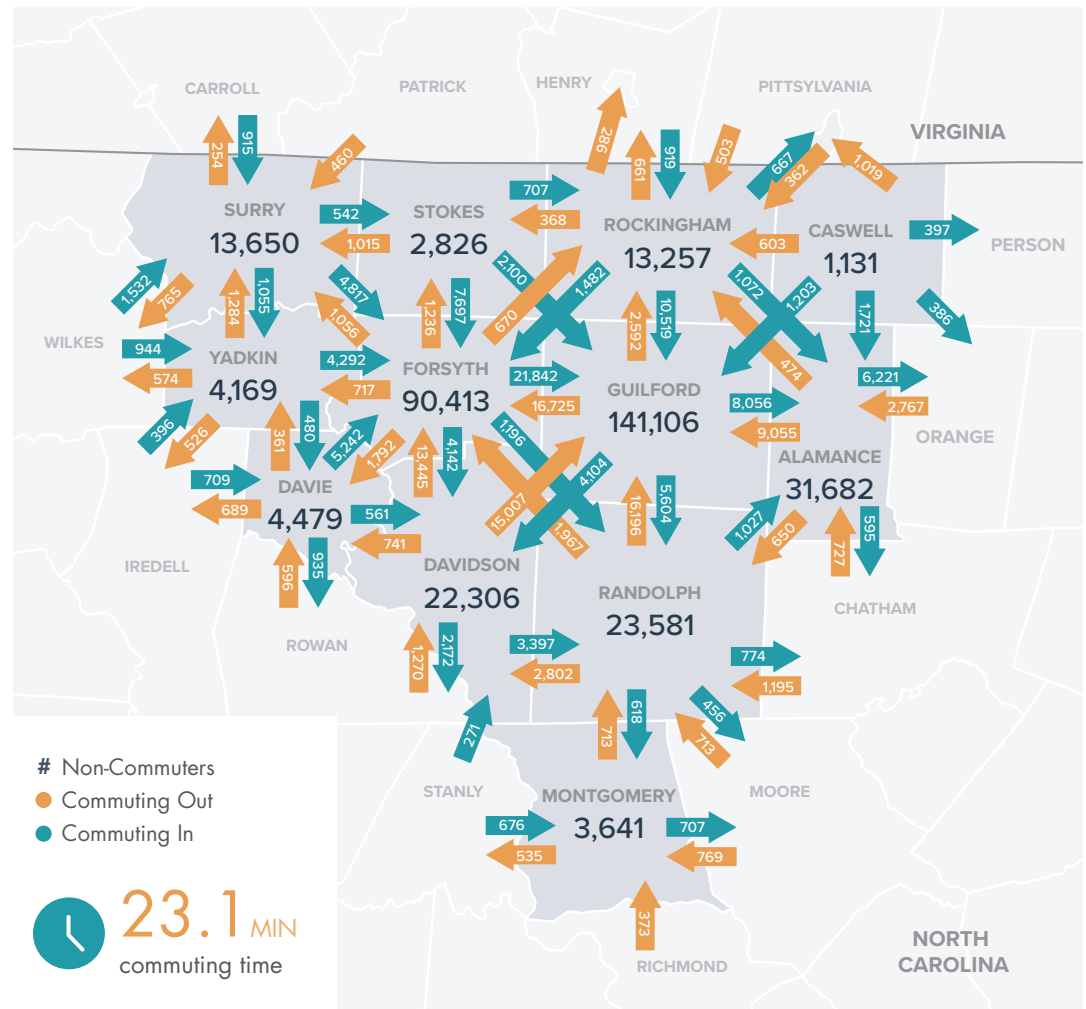 CARROLL
PATRICK
HENRY
PITTSYLVANIA
VIRGINIA
254
915
460
286
661
919
503
667
362
1,019
SURRY
13,650
542
1,015
STOKES
2,826
707
368
ROCKINGHAM
13,257
603
CASWELL
1,131
397
PERSON
1,532
765
1,284
1,055
4,817
1,056
1,236
7,697
2,100
1,482
670
2,592
10,519
1,072
1,203
474
1,721
386
WILKES
944
574
YADKIN
4,169
4,292
717
FORSYTH
90,413
21,842
16,725
GUILFORD
141,106
8,056
9,055
6,221
2,767
ORANGE
396
526
361
480
5,242
1,792
13,445
4,142
1196
4,104
15,007
1,967
16,196
5,604
ALAMANCE
31,682
1,027
650
727
595
709
689
DAVIE
4,479
561
741
IREDELL
596
935
DAVIDSON
22,306
RANDOLPH
23,581
CHATHAM
ROWAN
1,270
2,172
3,397
2,802
774
1,195
271
713
618
456
713
STANLY
MONTGOMERY
3,641
MOORE
676
535
707
769
373
RICHMOND
NORTH
CAROLINA
# Non-Commuters
Commuting Out
Commuting In
23.1 MIN
commuting time